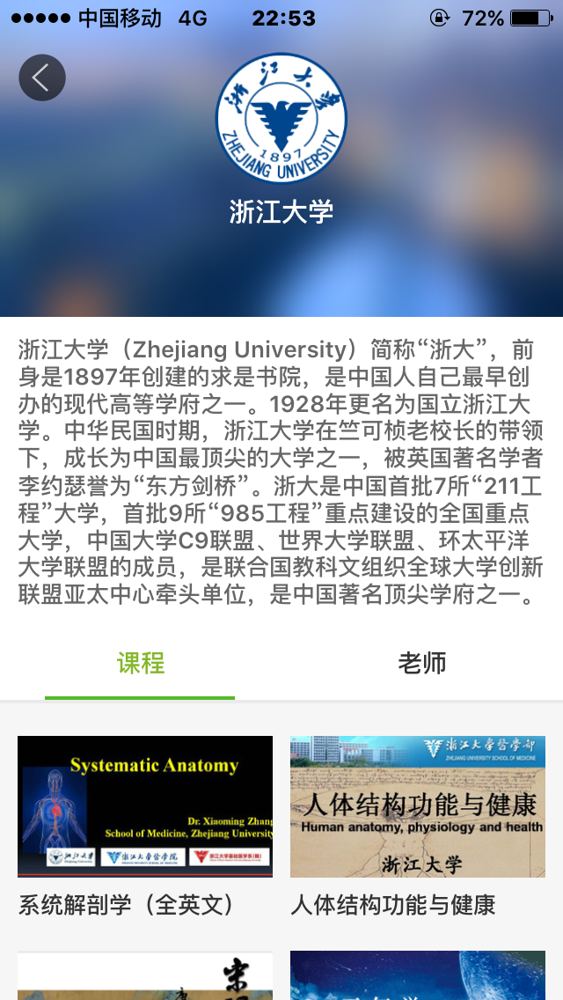 中国移动 4G 22:53 72%
浙江大学
1897
ZHEJIANG UNIVERSITY
浙江大学
浙江大学（Zhejiang University）简称“浙大”，前
身是1897年创建的求是书院，是中国人自己最早创
办的现代高等学府之一。1928年更名为国立浙江大
学。中华民国时期，浙江大学在竺可桢老校长的带领
下，成长为中国最顶尖的大学之一，被英国著名学者
李约瑟誉为“东方剑桥”。浙大是中国首批7所“211工
程”大学，首批9所“985工程”重点建设的全国重点
大学，中国大学C9联盟、世界大学联盟、环太平洋
大学联盟的成员，是联合国教科文组织全球大学创新
联盟亚太中心牵头单位，是中国著名顶尖学府之一。
课程 老师
Systematic Anatomy
Dr. Xiaoming Zhang
School of Medicine, Zhejiang University
浙江大学 浙江大学医学院 浙江大学基础医学系
系统解剖学（全英文）
浙江大学医学部
ZHEJIANG UNIVERSITY SCHOOL OF MEDICINE
人体结构功能与健康
Human anatomy, physiology and health
浙江大学
人体结构功能与健康
宋